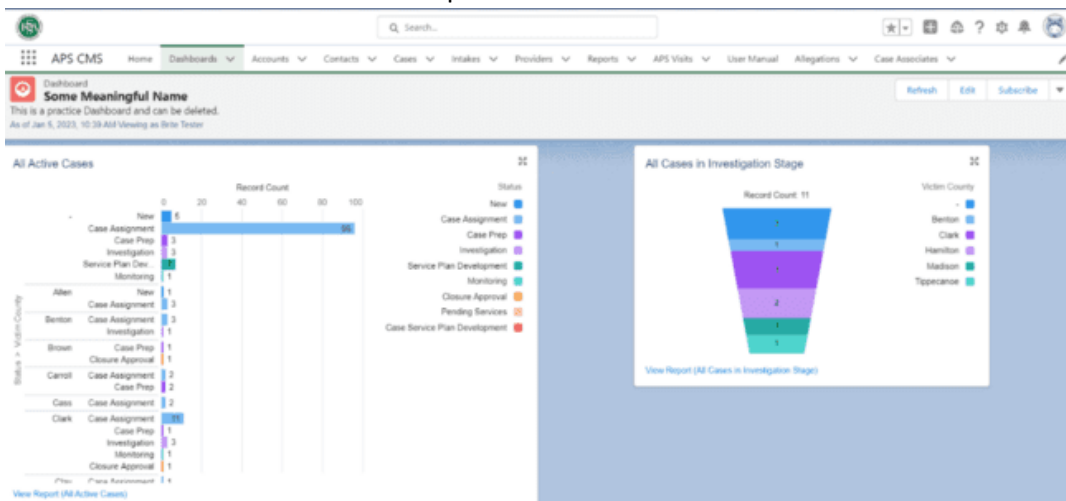 Search...
APS CMS Home Dashboards Accounts Contacts Cases Intakes Providers Reports APS Visits User Manual Allegations Case Associates
Dashboard
Some Meaningful Name
This is a practice Dashboard and can be deleted.
As of Jan 5, 2023, 10:39 AM Viewing as Brite Tester
Refresh Edit Subscribe
All Active Cases
Record Count
0 20 40 60 80 100
Status > Victim County
- New 5
Case Assignment
Case Prep 3
Investigation 3
Service Plan Dev... 7
Monitoring 1
Allen New 1
Case Assignment 3
Benton Case Assignment 3
Investigation 1
Brown Case Prep 1
Closure Approval 1
Carroll Case Assignment 2
Case Prep 2
Cass Case Assignment 2
Clark Case Assignment 11
Case Prep 1
Investigation 3
Monitoring 1
Closure Approval 1
Clay Case Assignment 1
Status
New
Case Assignment
Case Prep
Investigation
Service Plan Development
Monitoring
Closure Approval
Pending Services
Case Service Plan Development
View Report (All Active Cases)
All Cases in Investigation Stage
Record Count: 11
1
2
1
1
Victim County
-
Benton
Clark
Hamilton
Madison
Tippecanoe
View Report (All Cases in Investigation Stage)